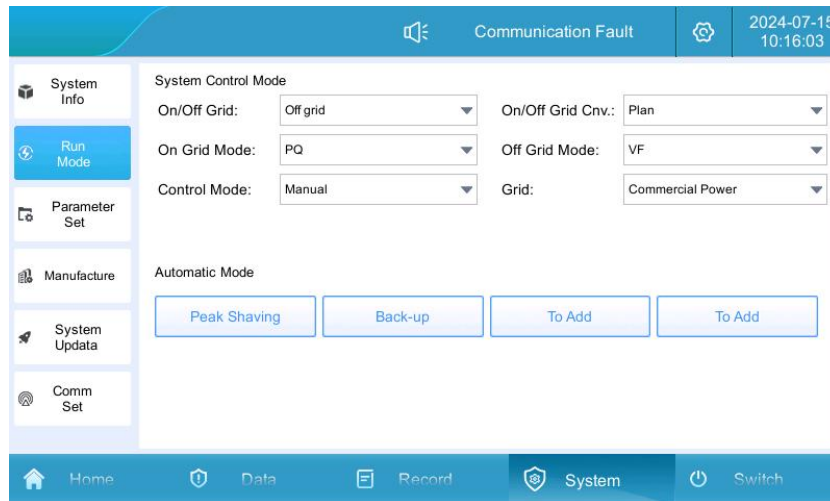 Communication Fault
2024-07-15
10:16:03
System
Info
Run
Mode
Parameter
Set
Manufacture
System
Updata
Comm
Set
System Control Mode
On/Off Grid: Off grid On/Off Grid Cnv.: Plan
On Grid Mode: PQ Off Grid Mode: VF
Control Mode: Manual Grid: Commercial Power
Automatic Mode
Peak Shaving Back-up To Add To Add
Home Data Record System Switch